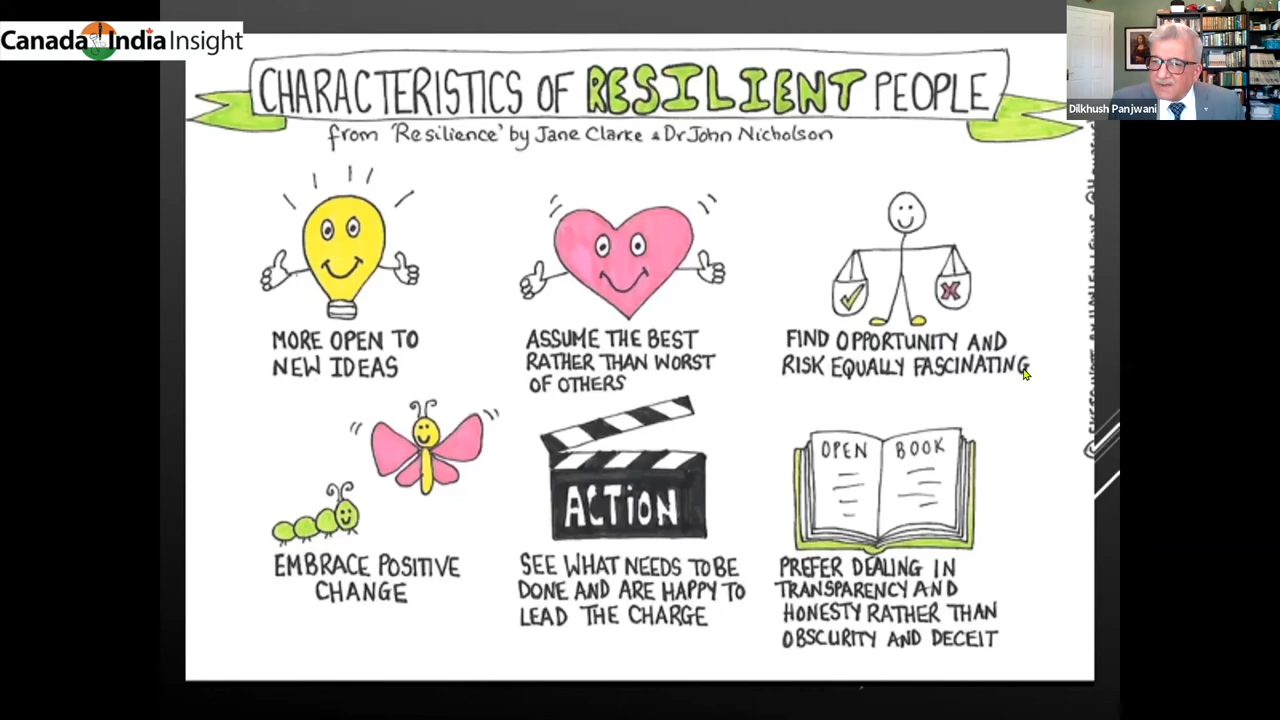 Canada India Insight
Dilkhush Panjwani
CHARACTERISTICS OF RESILIENT PEOPLE
from 'Resilience' by Jane Clarke & Dr John Nicholson
MORE OPEN TO
NEW IDEAS
ASSUME THE BEST
RATHER THAN WORST
OF OTHERS
FIND OPPORTUNITY AND
RISK EQUALLY FASCINATING
EMBRACE POSITIVE
CHANGE
ACTiON
SEE WHAT NEEDS TO BE
DONE AND ARE HAPPY TO
LEAD THE CHARGE
OPEN BOOK
PREFER DEALING IN
TRANSPARENCY AND
HONESTY RATHER THAN
OBSCURITY AND DECEIT